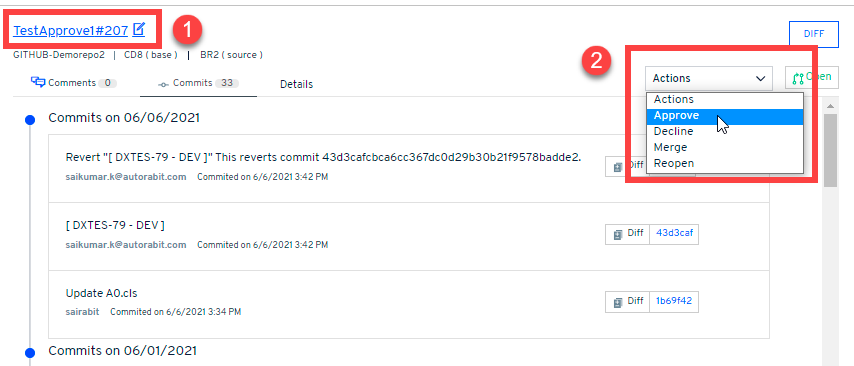 TestApprove1#207
1
DIFF
GITHUB-Demorepo2 | CD8 ( base ) | BR2 ( source )
2
Comments 0
Commits 33
Details
Actions
Open
Actions
Approve
Decline
Merge
Reopen
Commits on 06/06/2021
Revert "[ DXTES-79 - DEV ]" This reverts commit 43d3cafcbca6cc367dc0d29b30b21f9578badde2.
saikumar.k@autorabit.com Commited on 6/6/2021 3:42 PM
Diff
[ DXTES-79 - DEV ]
saikumar.k@autorabit.com Commited on 6/6/2021 3:42 PM
Diff 43d3caf
Update A0.cls
sairabit Commited on 6/6/2021 3:34 PM
Diff 1b69f42
Commits on 06/01/2021